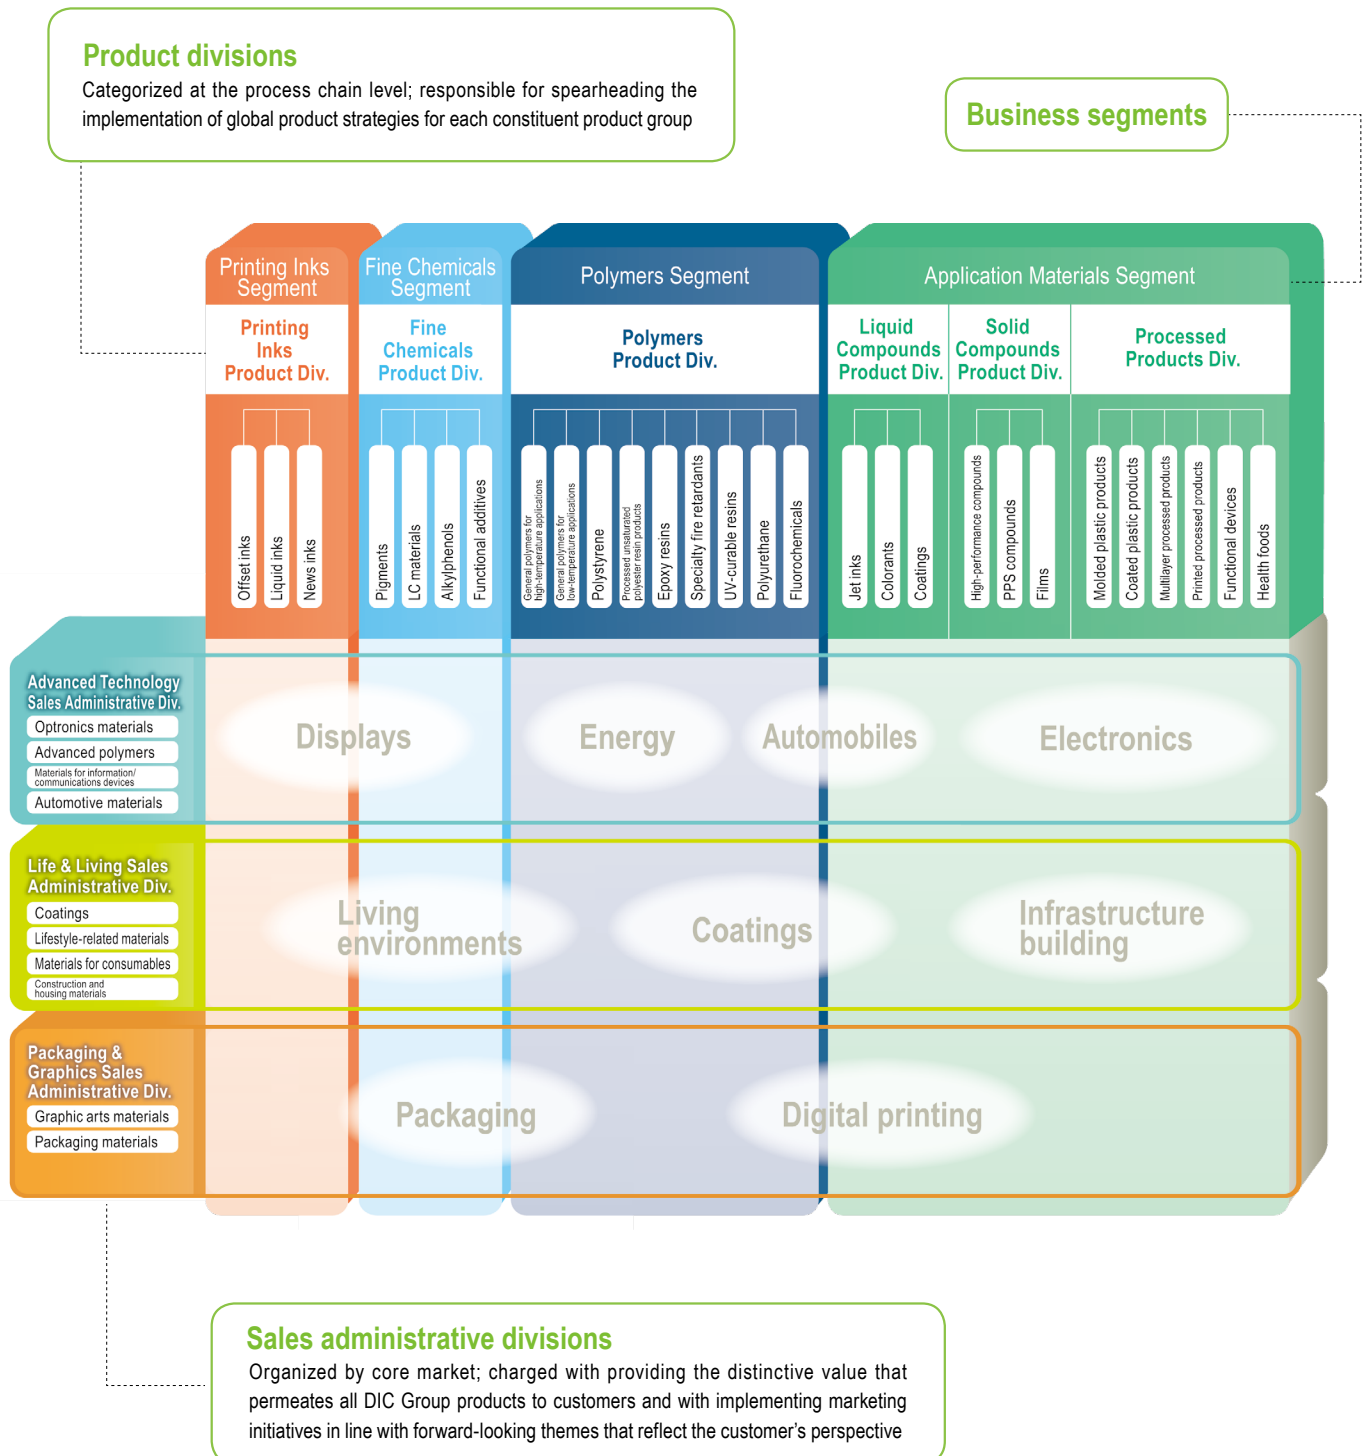 Product divisions
Categorized at the process chain level; responsible for spearheading the
implementation of global product strategies for each constituent product group
Business segments
Printing Inks
Segment
Fine Chemicals
Segment
Polymers Segment
Application Materials Segment
Printing
Inks
Product Div.
Fine
Chemicals
Product Div.
Polymers
Product Div.
Liquid
Compounds
Product Div.
Solid
Compounds
Product Div.
Processed
Products Div.
Offset inks
Liquid inks
News inks
Pigments
LC materials
Alkylphenols
Functional additives
General polymers for
high-temperature applications
General polymers for
low-temperature applications
Polystyrene
Processed unsaturated
polyester resin products
Epoxy resins
Specialty fire retardants
UV-curable resins
Polyurethane
Fluorochemicals
Jet inks
Colorants
Coatings
High-performance compounds
PPS compounds
Films
Molded plastic products
Coated plastic products
Multilayer processed products
Printed processed products
Functional devices
Health foods
Advanced Technology
Sales Administrative Div.
Optronics materials
Advanced polymers
Materials for information/
communications devices
Automotive materials
Displays
Energy
Automobiles
Electronics
Life & Living Sales
Administrative Div.
Coatings
Lifestyle-related materials
Materials for consumables
Construction and
housing materials
Living
environments
Coatings
Infrastructure
building
Packaging &
Graphics Sales
Administrative Div.
Graphic arts materials
Packaging materials
Packaging
Digital printing
Sales administrative divisions
Organized by core market; charged with providing the distinctive value that
permeates all DIC Group products to customers and with implementing marketing
initiatives in line with forward-looking themes that reflect the customer's perspective